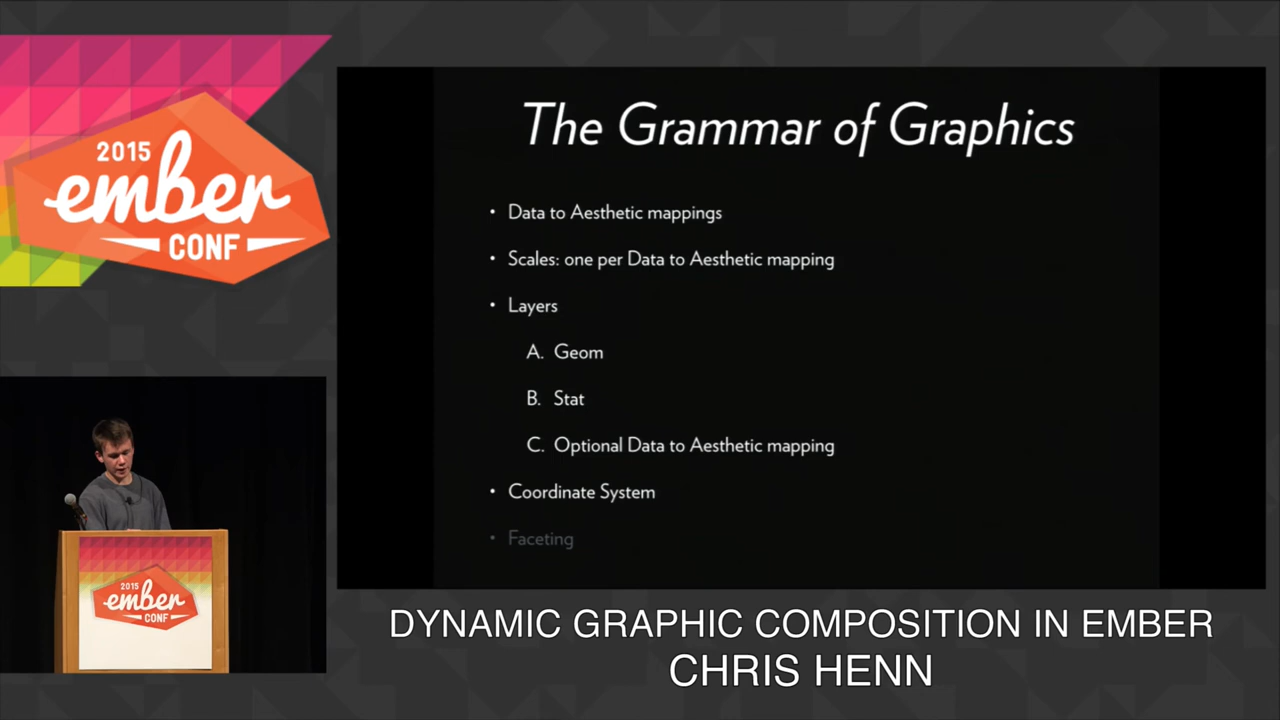 2015
ember
CONF
The Grammar of Graphics
• Data to Aesthetic mappings
• Scales: one per Data to Aesthetic mapping
• Layers
A. Geom
B. Stat
C. Optional Data to Aesthetic mapping
• Coordinate System
• Faceting
2015
ember
CONF
DYNAMIC GRAPHIC COMPOSITION IN EMBER
CHRIS HENN